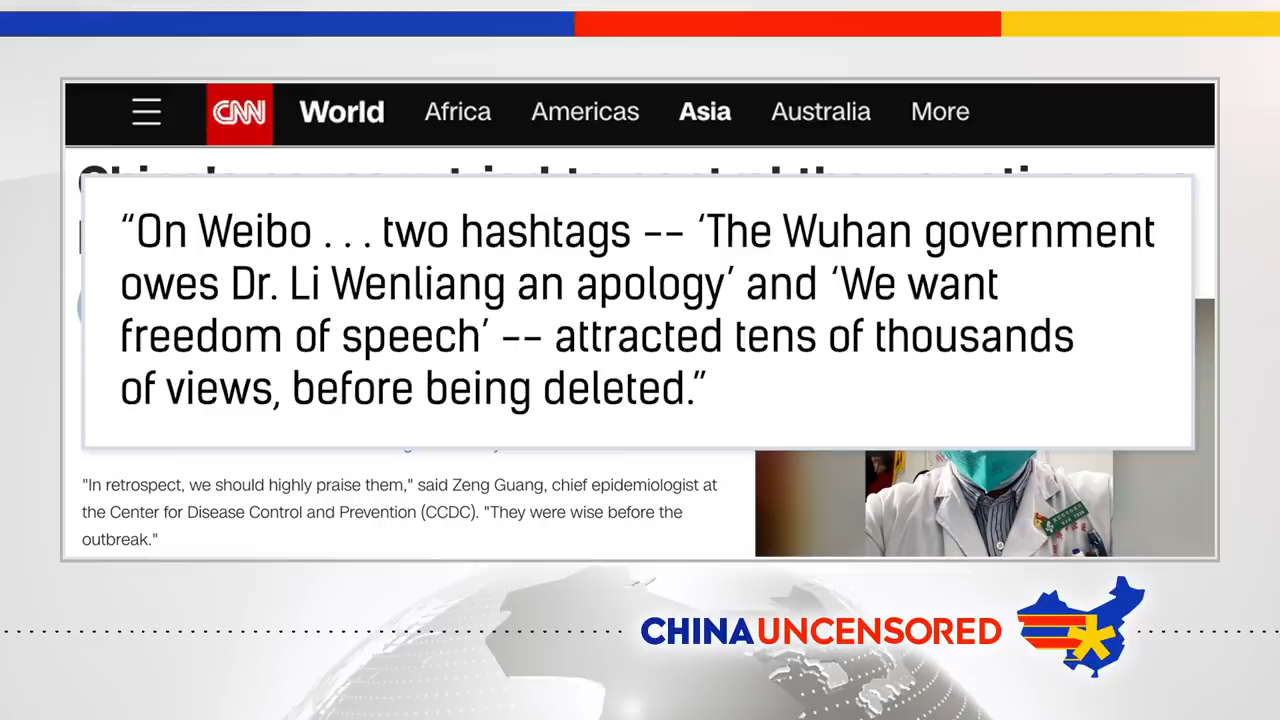 CNN World Africa Americas Asia Australia More
“On Weibo . . . two hashtags -- ‘The Wuhan government
owes Dr. Li Wenliang an apology’ and ‘We want
freedom of speech’ -- attracted tens of thousands
of views, before being deleted.”
"In retrospect, we should highly praise them," said Zeng Guang, chief epidemiologist at
the Center for Disease Control and Prevention (CCDC). "They were wise before the
outbreak."
CHINA UNCENSORED